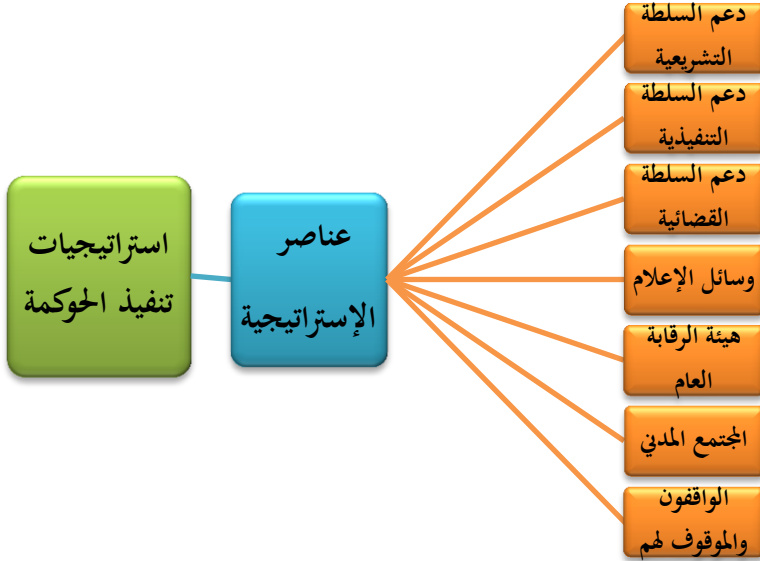 استراتيجيات
تنفيذ الحوكمة
عناصر
الإستراتيجية
دعم السلطة
التشريعية
دعم السلطة
التنفيذية
دعم السلطة
القضائية
وسائل الإعلام
هيئة الرقابة
العام
المجتمع المدني
الواقفون
والموقوف لهم